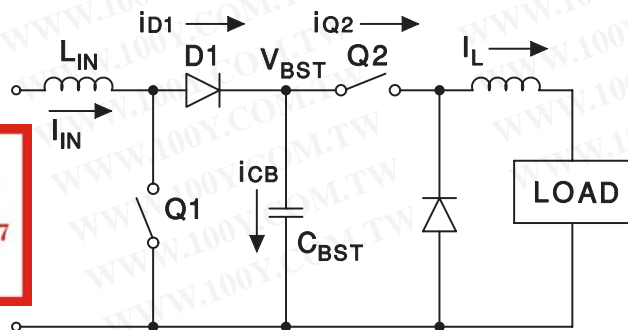 iD1
iQ2
LIN
D1
VBST
Q2
IL
IIN
iCB
Q1
CBST
LOAD
7
WWW.100Y.COM.TW